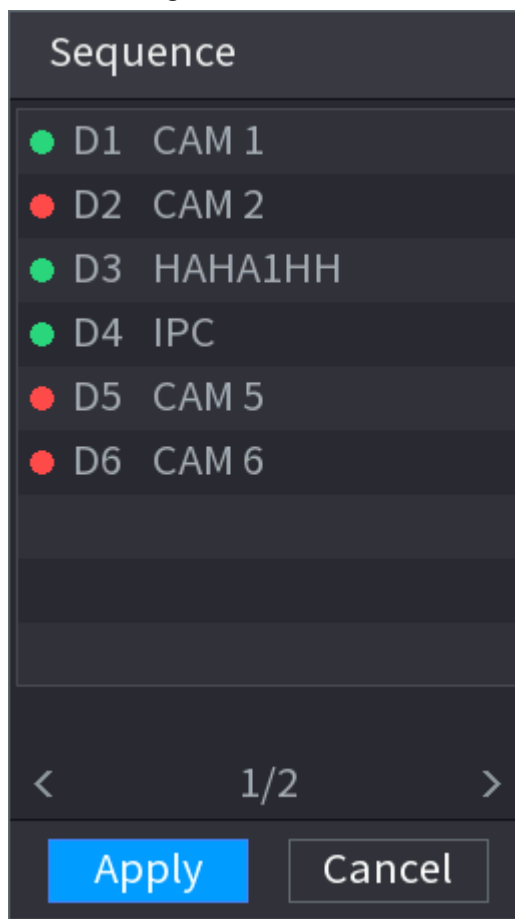 Sequence
D1 CAM 1
D2 CAM 2
D3 HAHA1HH
D4 IPC
D5 CAM 5
D6 CAM 6
< 1/2 >
Apply Cancel